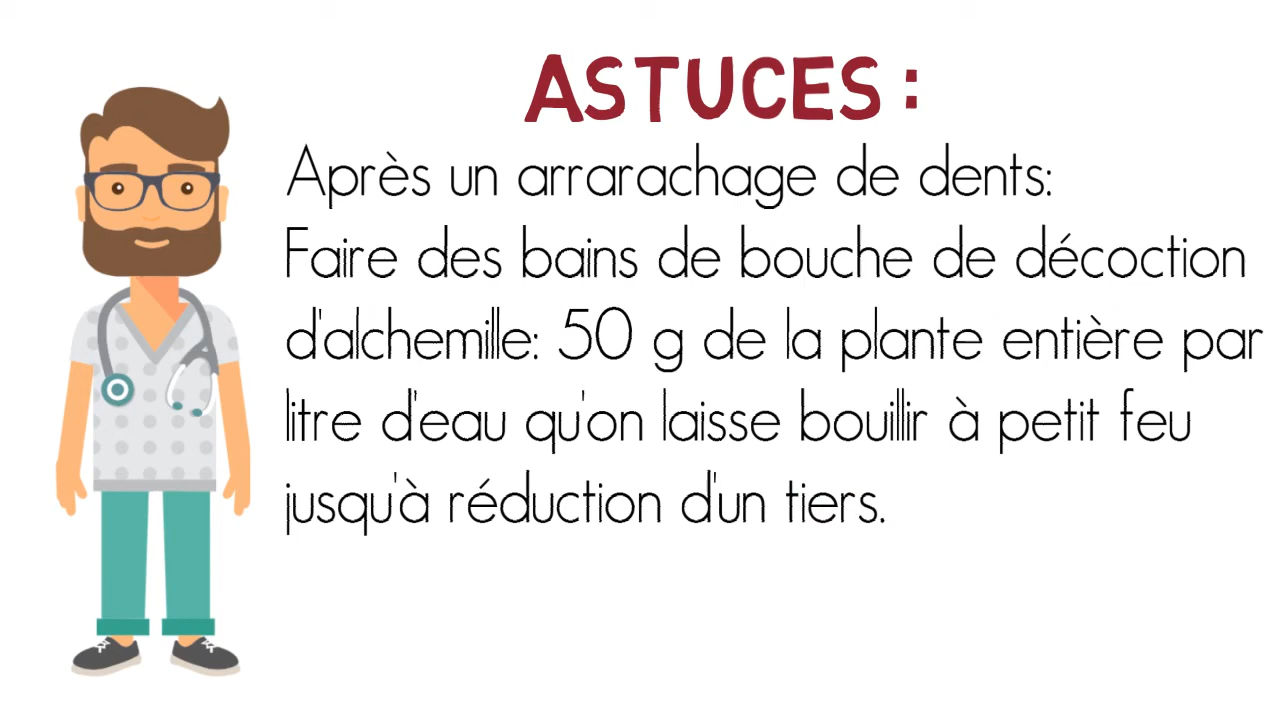 ASTUCES :
Après un arrarachage de dents:
Faire des bains de bouche de décoction
d'alchemille: 50 g de la plante entière par
litre d'eau qu'on laisse bouillir à petit feu
jusqu'à réduction d'un tiers.